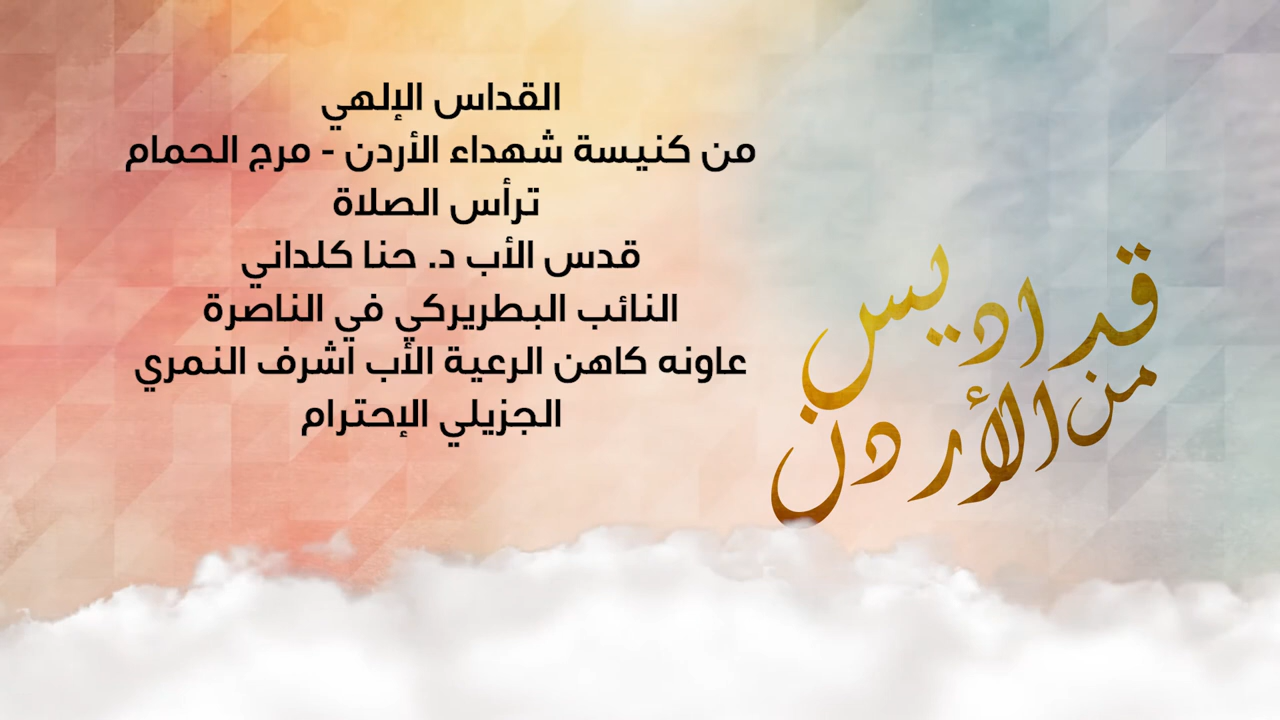 القداس الإلهي
من كنيسة شهداء الأردن - مرج الحمام
ترأس الصلاة
قدس الأب د. حنا كلداني
النائب البطريركي في الناصرة
عاونه كاهن الرعية الأب اشرف النمري
الجزيلي الإحترام
قداديس
من الأردن